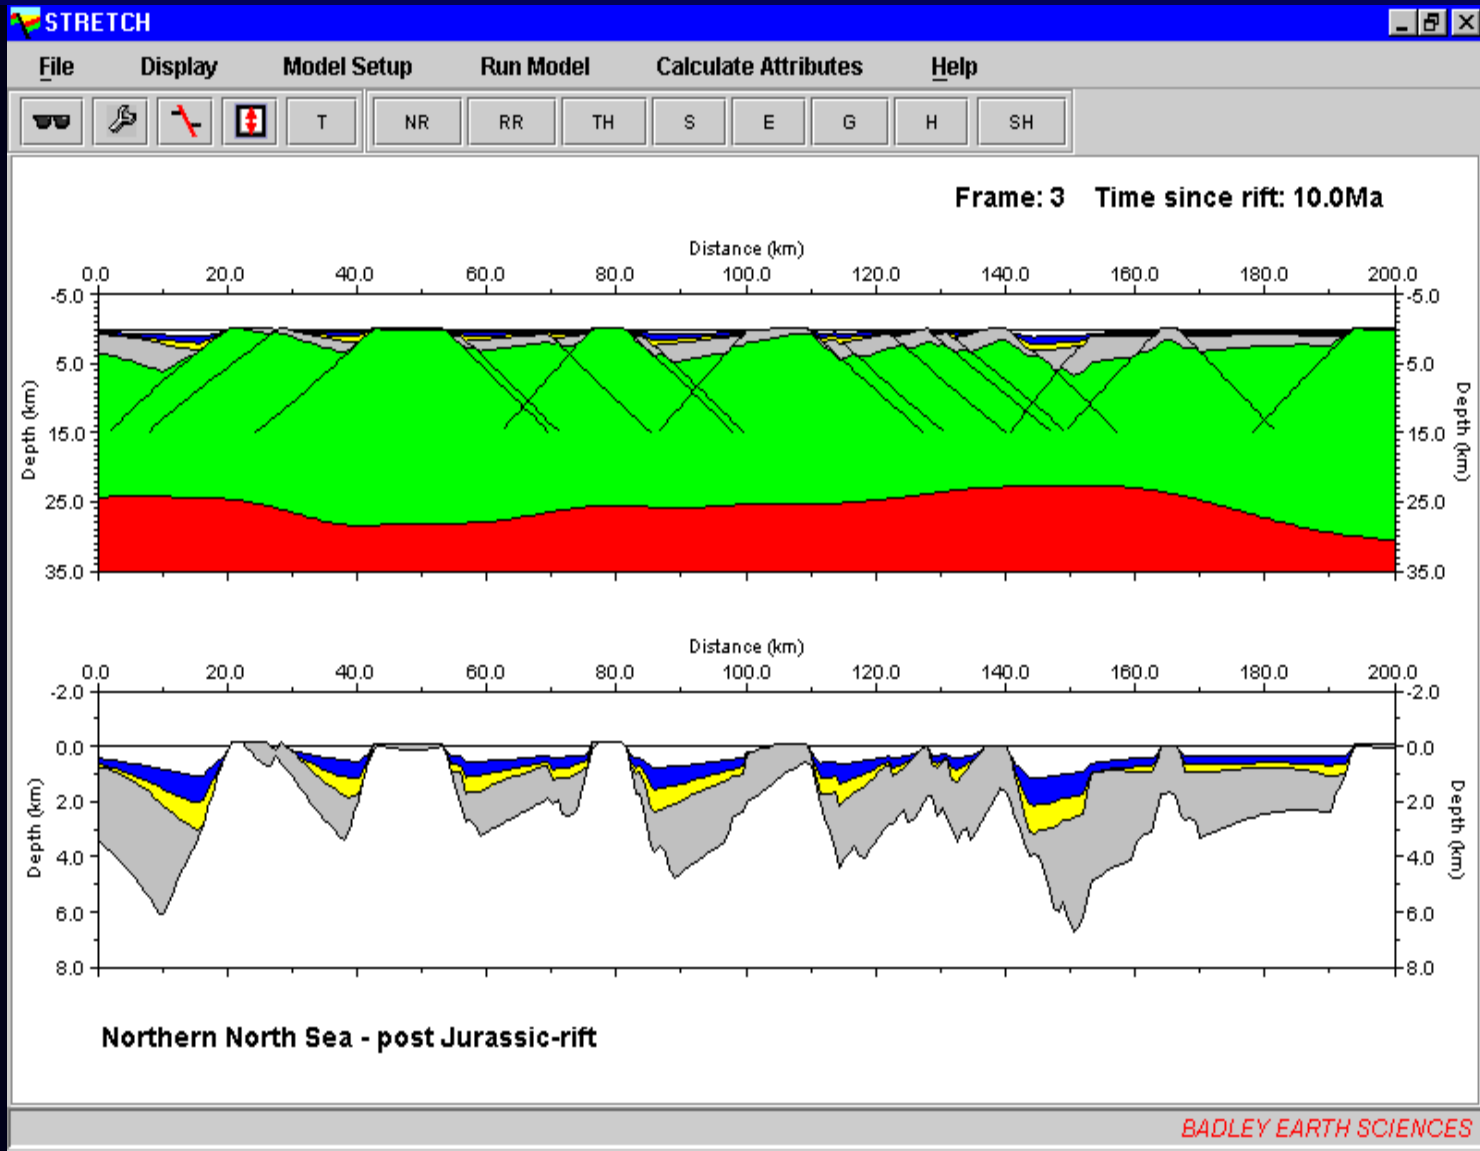 STRETCH
File Display Model Setup Run Model Calculate Attributes Help
T NR RR TH S E G H SH
Frame: 3 Time since rift: 10.0Ma
Distance (km)
0.0 20.0 40.0 60.0 80.0 100.0 120.0 140.0 160.0 180.0 200.0
-5.0 -5.0
5.0 5.0
15.0 15.0
25.0 25.0
35.0 35.0
Depth (km)
Depth (km)
Distance (km)
0.0 20.0 40.0 60.0 80.0 100.0 120.0 140.0 160.0 180.0 200.0
-2.0 -2.0
0.0 0.0
2.0 2.0
4.0 4.0
6.0 6.0
8.0 8.0
Depth (km)
Depth (km)
Northern North Sea - post Jurassic-rift
BADLEY EARTH SCIENCES